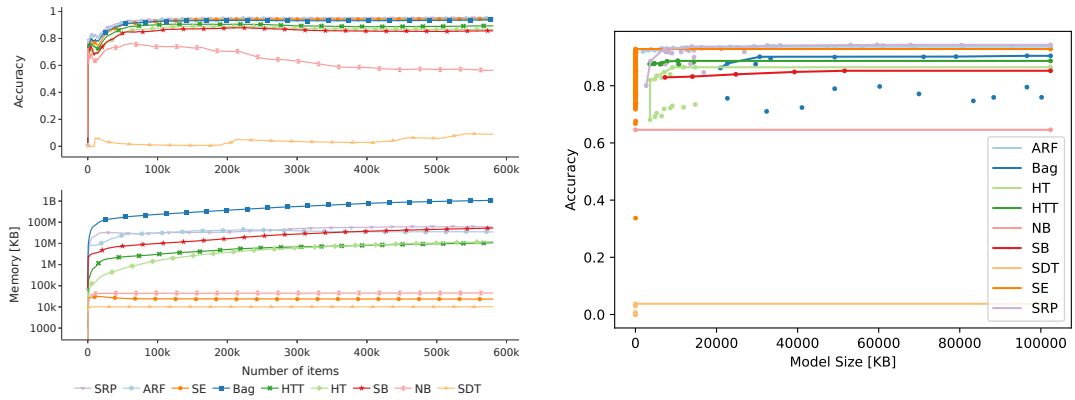 1
0.8
0.6
0.4
0.2
0
Accuracy
0
100k
200k
300k
400k
500k
600k
1B
100M
10M
1M
100k
10k
1000
Memory [KB]
0
100k
200k
300k
400k
500k
600k
Number of items
SRP
ARF
SE
Bag
HTT
HT
SB
NB
SDT
0.8
0.6
0.4
0.2
0.0
Accuracy
0
20000
40000
60000
80000
100000
Model Size [KB]
ARF
Bag
HT
HTT
NB
SB
SDT
SE
SRP